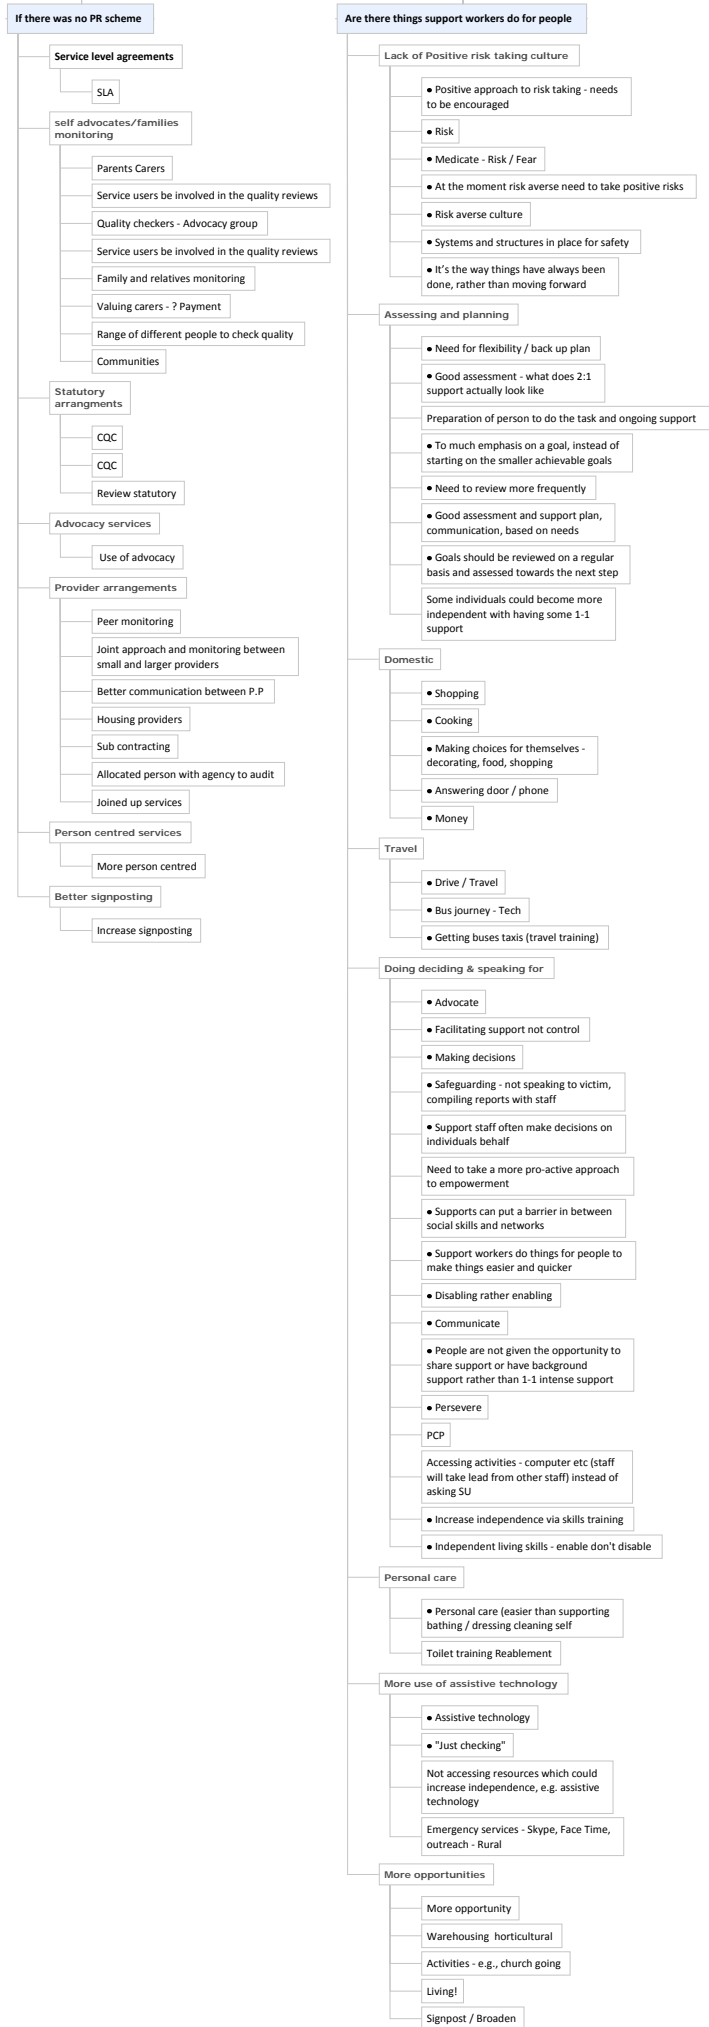 If there was no PR scheme
Service level agreements
SLA
self advocates/families
monitoring
Parents Carers
Service users be involved in the quality reviews
Quality checkers - Advocacy group
Service users be involved in the quality reviews
Family and relatives monitoring
Valuing carers - ? Payment
Range of different people to check quality
Communities
Statutory
arrangments
CQC
CQC
Review statutory
Advocacy services
Use of advocacy
Provider arrangements
Peer monitoring
Joint approach and monitoring between
small and larger providers
Better communication between P.P
Housing providers
Sub contracting
Allocated person with agency to audit
Joined up services
Person centred services
More person centred
Better signposting
Increase signposting
Are there things support workers do for people
Lack of Positive risk taking culture
• Positive approach to risk taking - needs
to be encouraged
• Risk
• Medicate - Risk / Fear
• At the moment risk averse need to take positive risks
• Risk averse culture
• Systems and structures in place for safety
• It's the way things have always been
done, rather than moving forward
Assessing and planning
• Need for flexibility / back up plan
• Good assessment - what does 2:1
support actually look like
Preparation of person to do the task and ongoing support
• To much emphasis on a goal, instead of
starting on the smaller achievable goals
• Need to review more frequently
• Good assessment and support plan,
communication, based on needs
• Goals should be reviewed on a regular
basis and assessed towards the next step
Some individuals could become more
independent with having some 1-1
support
Domestic
• Shopping
• Cooking
• Making choices for themselves -
decorating, food, shopping
• Answering door / phone
• Money
Travel
• Drive / Travel
• Bus journey - Tech
• Getting buses taxis (travel training)
Doing deciding & speaking for
• Advocate
• Facilitating support not control
• Making decisions
• Safeguarding - not speaking to victim,
compiling reports with staff
• Support staff often make decisions on
individuals behalf
Need to take a more pro-active approach
to empowerment
• Supports can put a barrier in between
social skills and networks
• Support workers do things for people to
make things easier and quicker
• Disabling rather enabling
• Communicate
• People are not given the opportunity to
share support or have background
support rather than 1-1 intense support
• Persevere
PCP
Accessing activities - computer etc (staff
will take lead from other staff) instead of
asking SU
• Increase independence via skills training
• Independent living skills - enable don't disable
Personal care
• Personal care (easier than supporting
bathing / dressing cleaning self
Toilet training Reablement
More use of assistive technology
• Assistive technology
• "Just checking"
Not accessing resources which could
increase independence, e.g. assistive
technology
Emergency services - Skype, Face Time,
outreach - Rural
More opportunities
More opportunity
Warehousing horticultural
Activities - e.g., church going
Living!
Signpost / Broaden